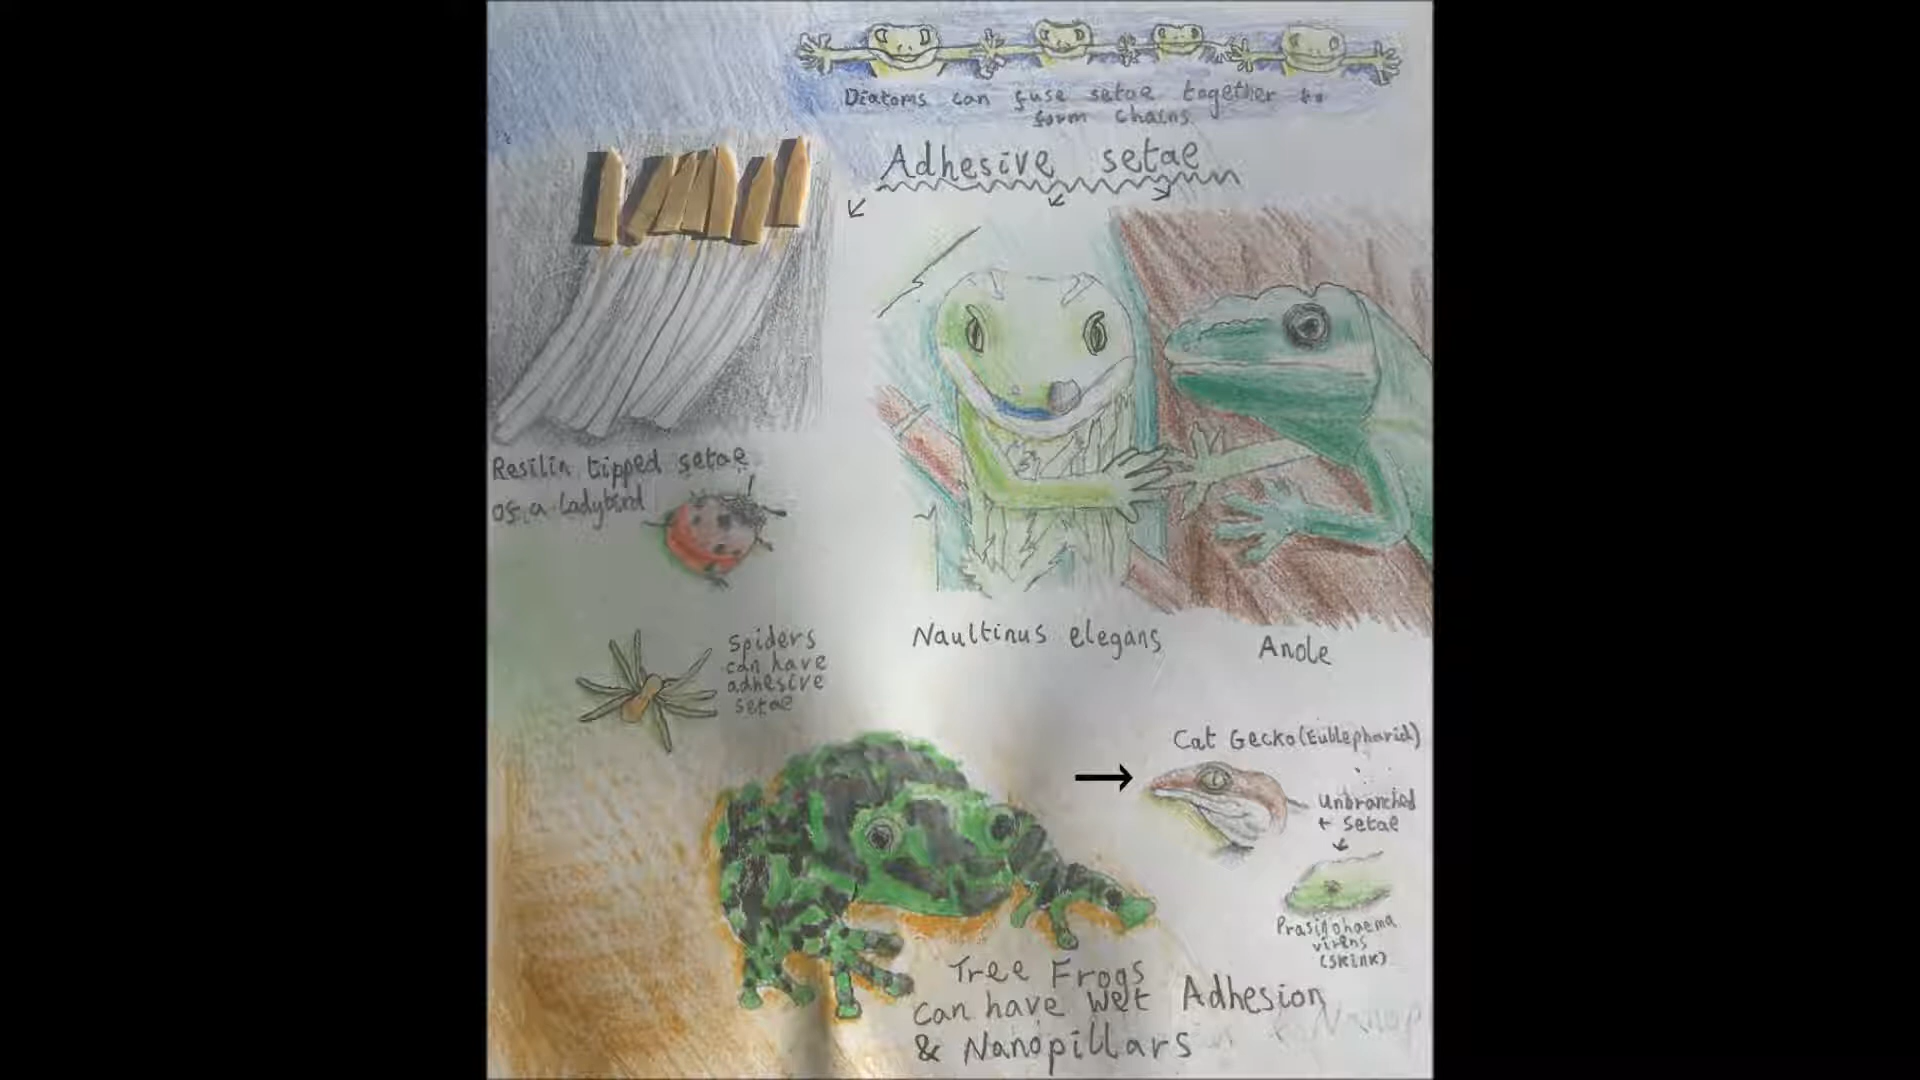 Diatoms can fuse setae together to
form chains
Adhesive setae
Resilin tipped setae
of a ladybird
Naultinus elegans
Anole
Spiders
can have
adhesive
setae
Cat Gecko (Eublepharid)
Unbranched
setae
Prasinohaema
virens
(skink)
Tree Frogs
can have wet Adhesion
& Nanopillars